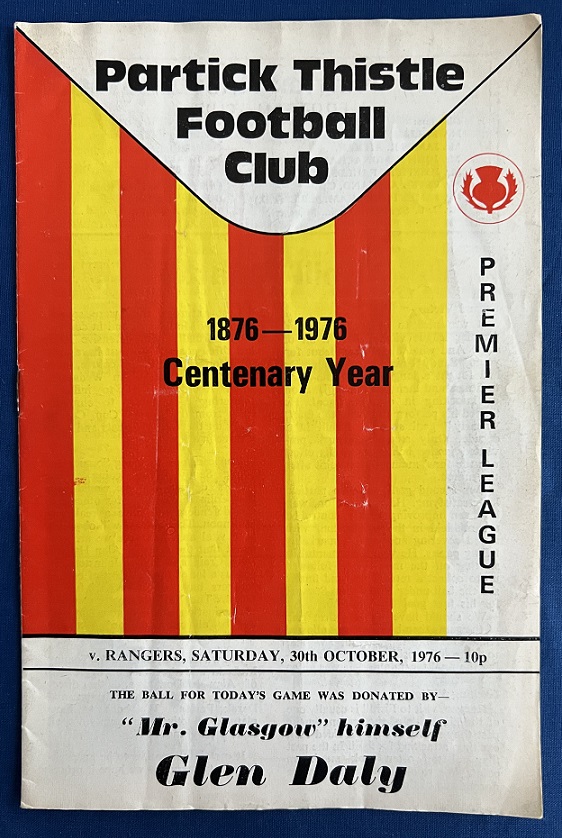 Partick Thistle
Football
Club
1876—1976
Centenary Year
PREMIER LEAGUE
v. RANGERS, SATURDAY, 30th OCTOBER, 1976 — 10p
THE BALL FOR TODAY'S GAME WAS DONATED BY—
"Mr. Glasgow" himself
Glen Daly